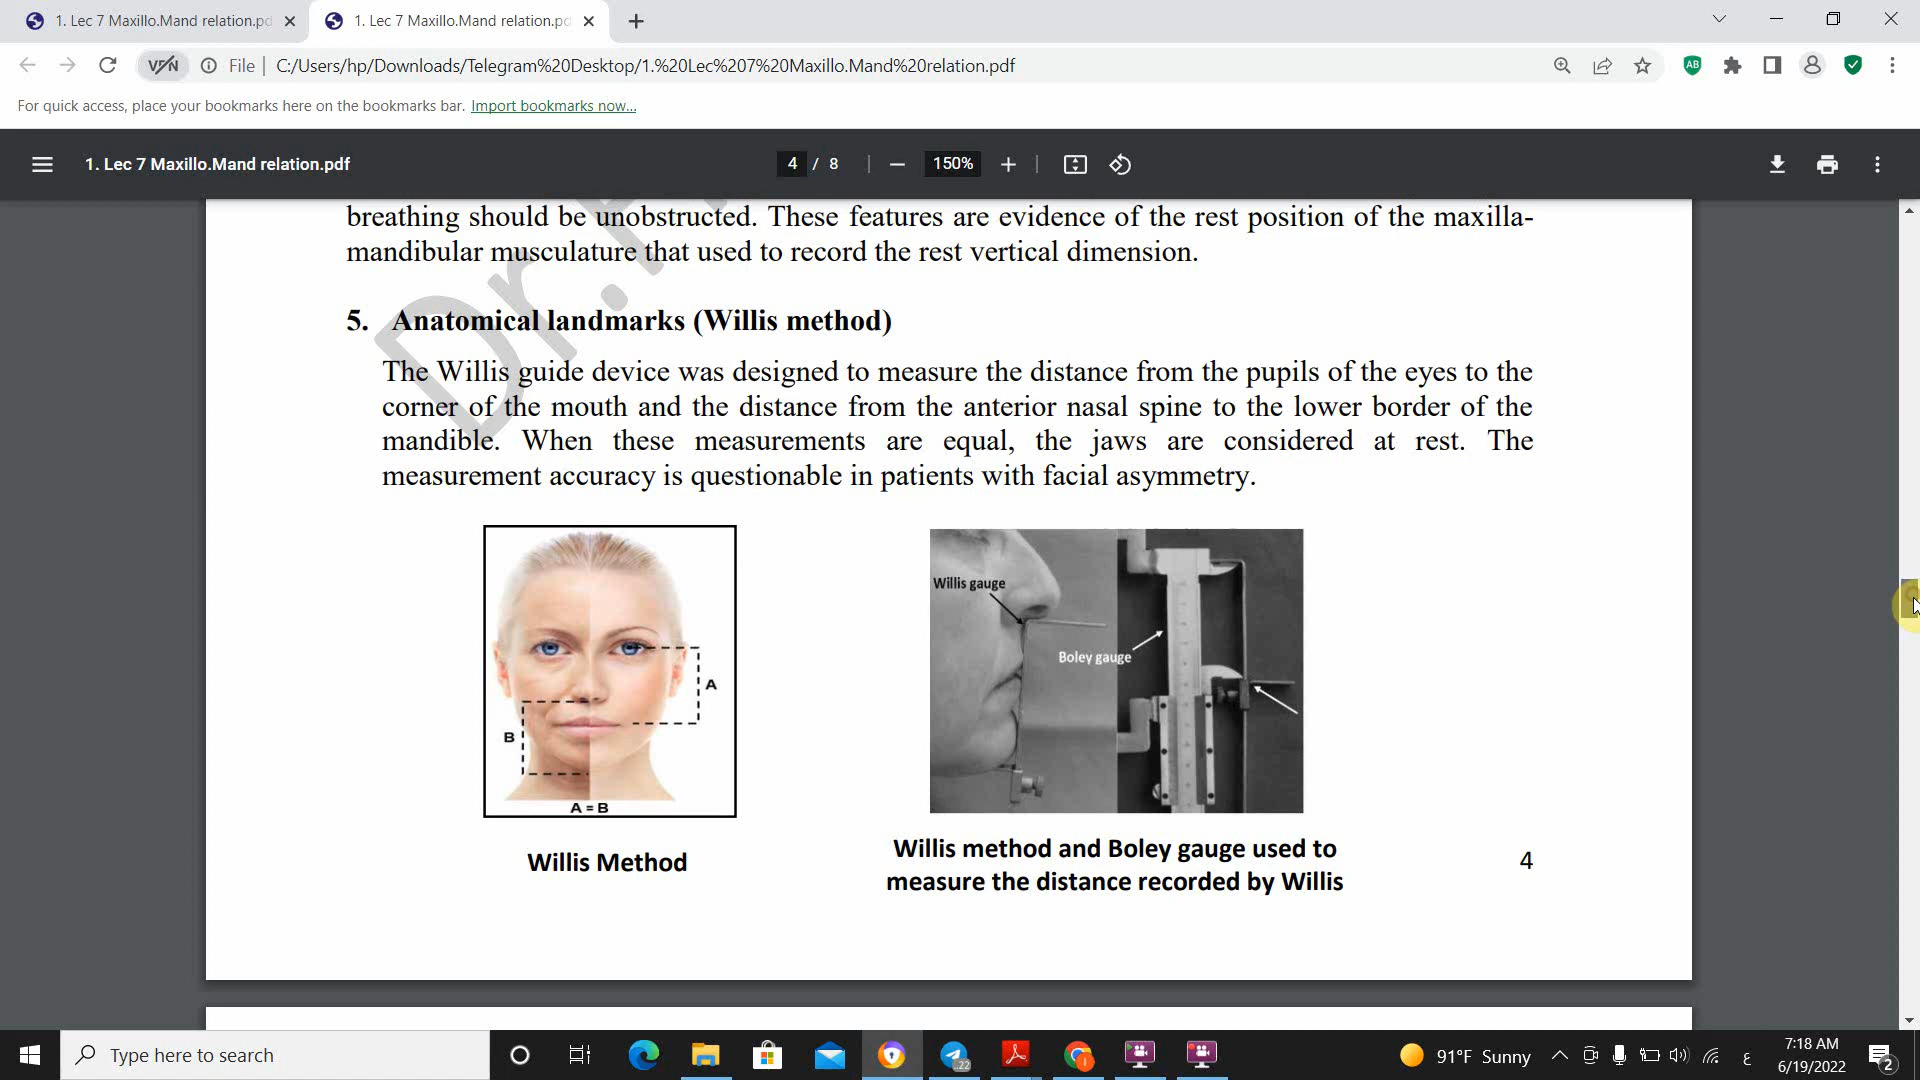 1. Lec 7 Maxillo.Mand relation.pd
1. Lec 7 Maxillo.Mand relation.pd
VPN
File
C:/Users/hp/Downloads/Telegram%20Desktop/1.%20Lec%207%20Maxillo.Mand%20relation.pdf
AB
For quick access, place your bookmarks here on the bookmarks bar. Import bookmarks now...
1. Lec 7 Maxillo.Mand relation.pdf
4 / 8
150%
breathing should be unobstructed. These features are evidence of the rest position of the maxilla-
mandibular musculature that used to record the rest vertical dimension.
Dr.
5. Anatomical landmarks (Willis method)
The Willis guide device was designed to measure the distance from the pupils of the eyes to the
corner of the mouth and the distance from the anterior nasal spine to the lower border of the
mandible. When these measurements are equal, the jaws are considered at rest. The
measurement accuracy is questionable in patients with facial asymmetry.
A
B
A = B
Willis gauge
Boley gauge
Willis Method
Willis method and Boley gauge used to
measure the distance recorded by Willis
4
Type here to search
22
91°F Sunny
ع
7:18 AM
6/19/2022
2